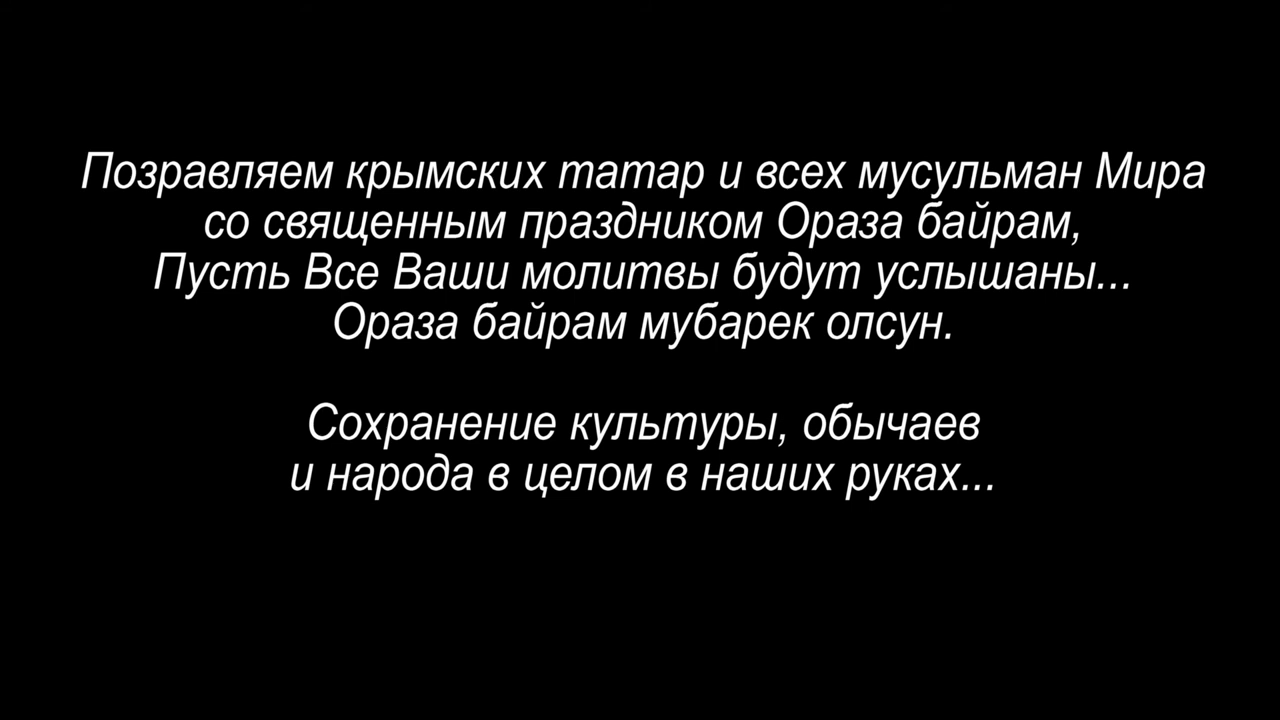 Позравляем крымских татар и всех мусульман Мира
со священным праздником Ораза байрам,
Пусть Все Ваши молитвы будут услышаны...
Ораза байрам мубарек олсун.
Сохранение культуры, обычаев
и народа в целом в наших руках...